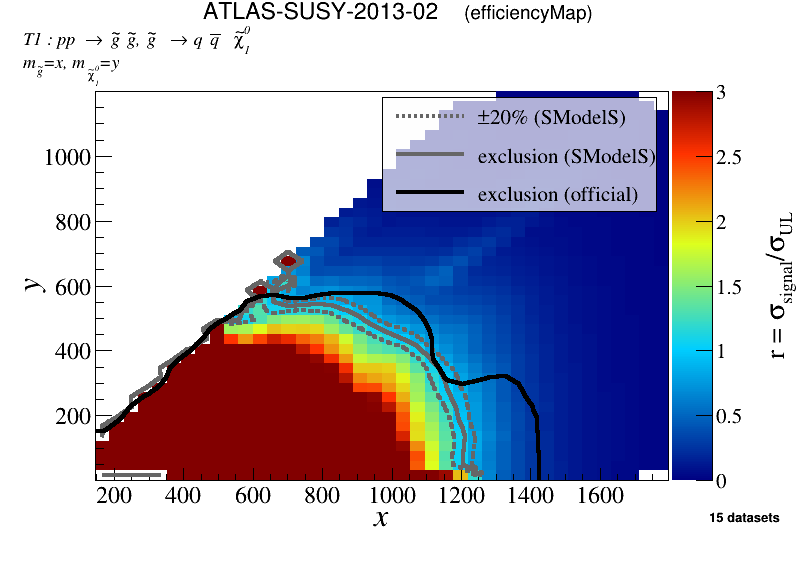 ATLAS-SUSY-2013-02 (efficiencyMap)
T1 : pp → g̃ g̃, g̃ → q q̅ χ̃₁⁰
m_g̃=x, m_χ̃₁⁰=y
±20% (SModelS)
exclusion (SModelS)
exclusion (official)
3
2.5
2
1.5
1
0.5
0
r = σ_signal/σ_UL
1000
800
600
400
200
y
200 400 600 800 1000 1200 1400 1600
x
15 datasets